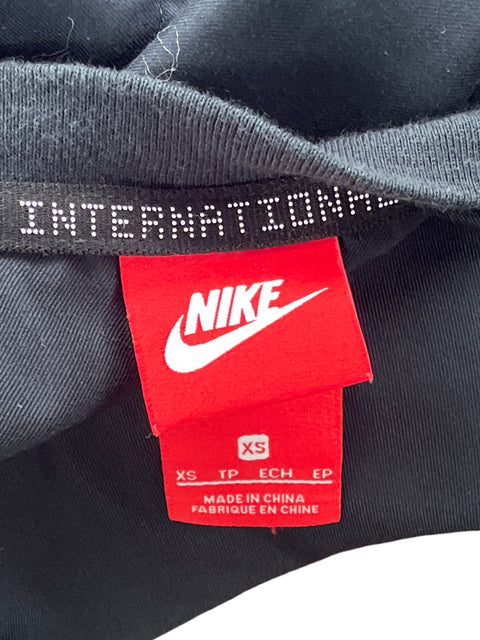 INTERNATIONAL
NIKE
XS
XS TP ECH EP
MADE IN CHINA
FABRIQUE EN CHINE